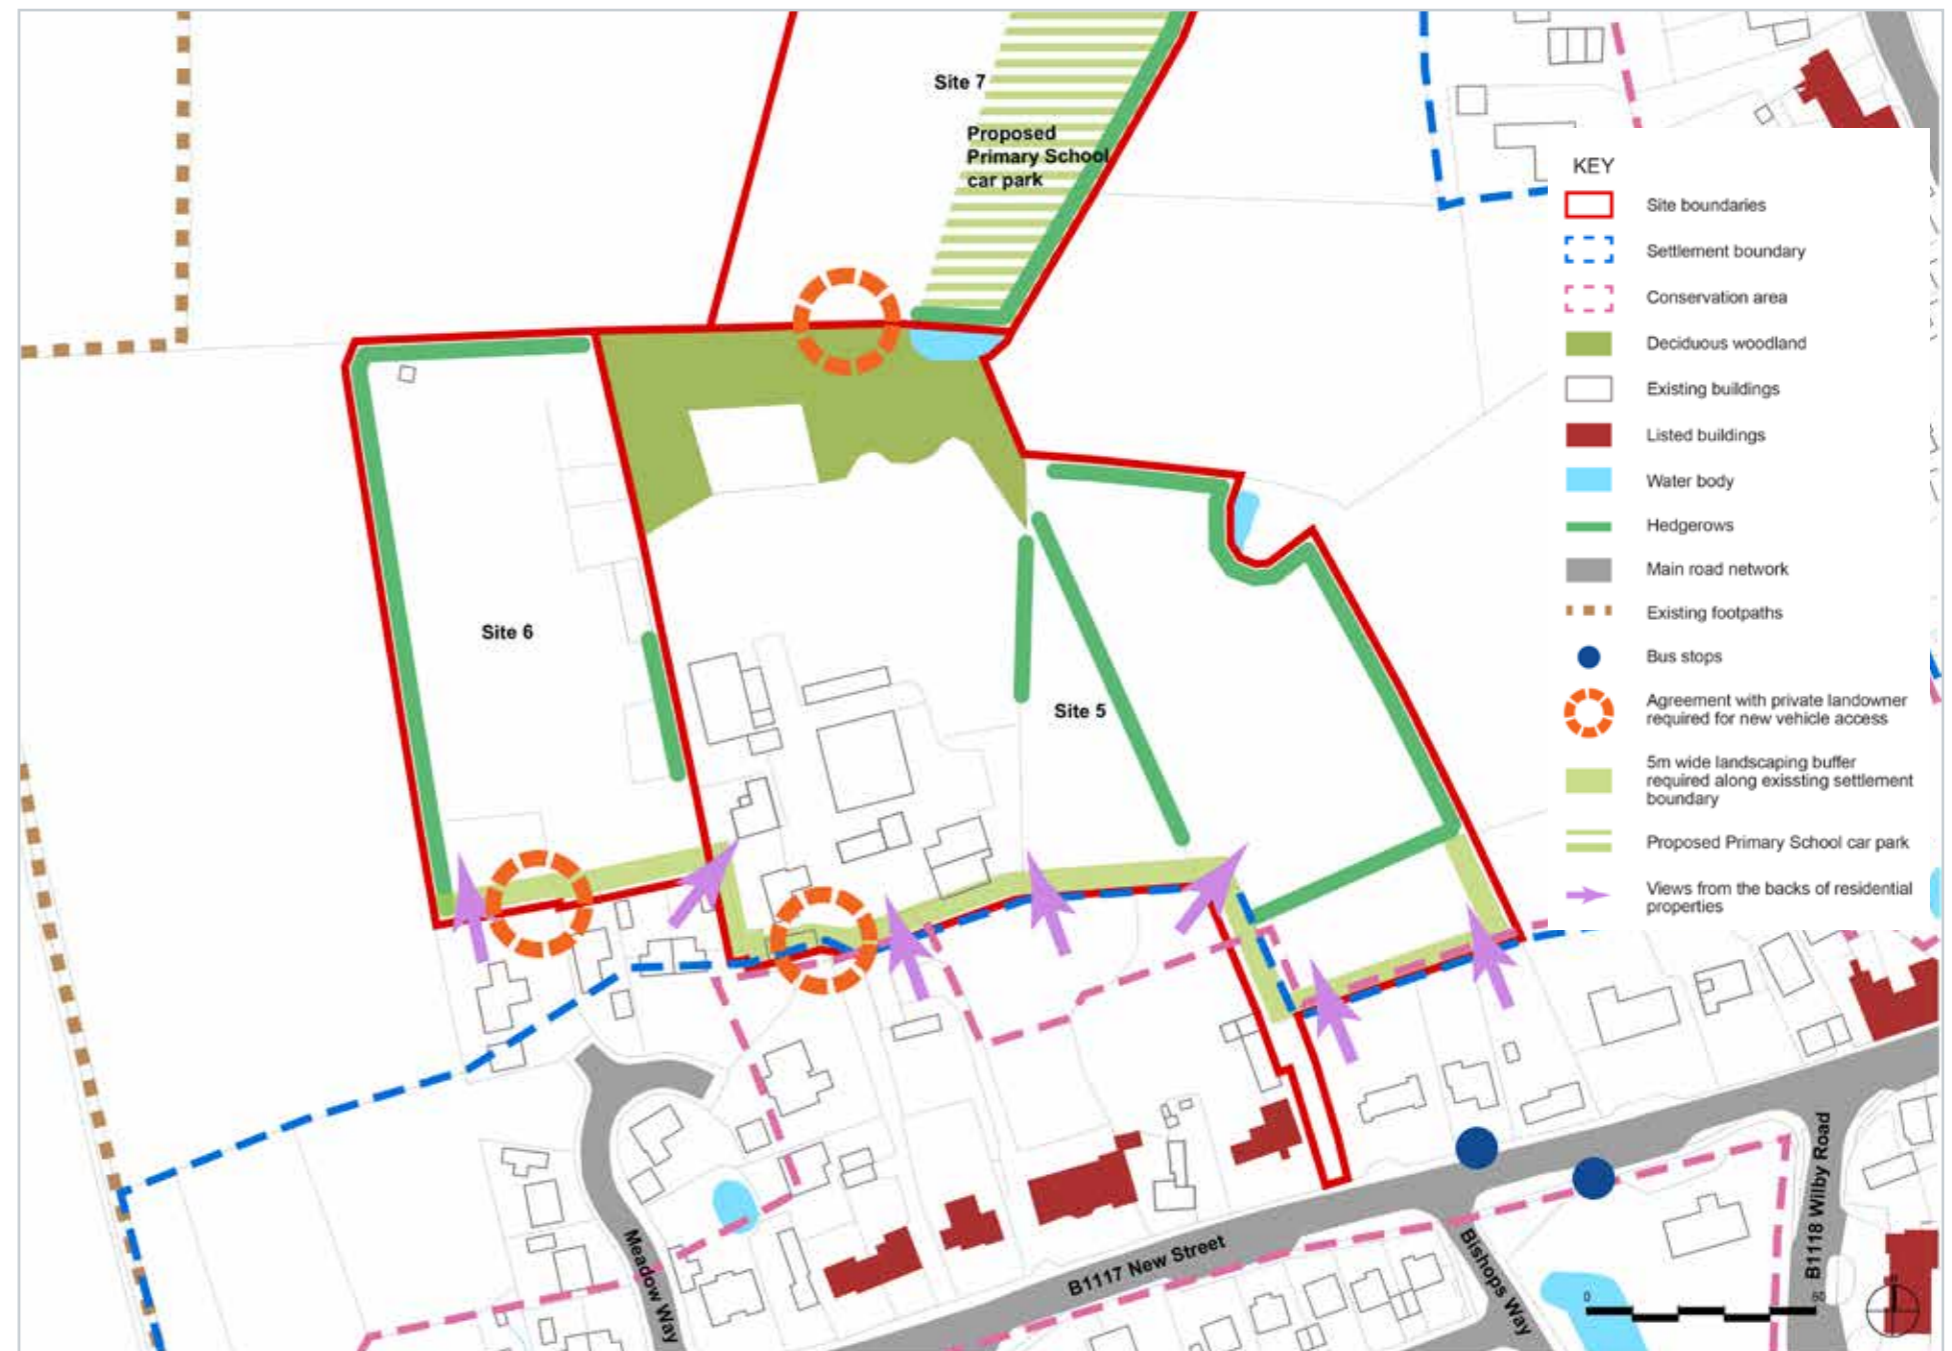 Site 7
Proposed
Primary School
car park
Site 6
Site 5
KEY
Site boundaries
Settlement boundary
Conservation area
Deciduous woodland
Existing buildings
Listed buildings
Water body
Hedgerows
Main road network
Existing footpaths
Bus stops
Agreement with private landowner
required for new vehicle access
5m wide landscaping buffer
required along exissting settlement
boundary
Proposed Primary School car park
Views from the backs of residential
properties
Meadow Way
B1117 New Street
Bishops Way
B1118 Wilby Road
0
50